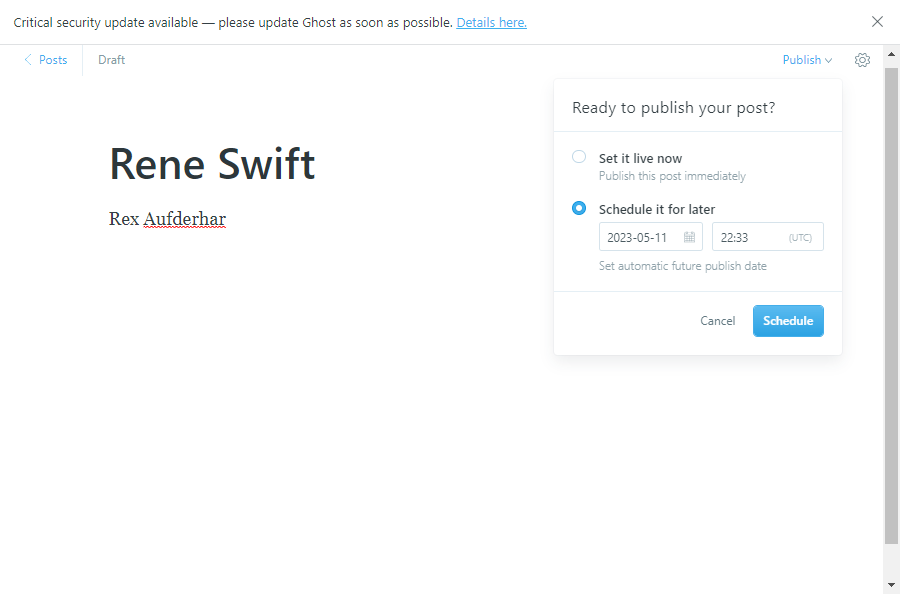 Critical security update available — please update Ghost as soon as possible. Details here.
Posts
Draft
Publish
Ready to publish your post?
Rene Swift
Set it live now
Publish this post immediately
Rex Aufderhar
Schedule it for later
2023-05-11
22:33 (UTC)
Set automatic future publish date
Cancel
Schedule